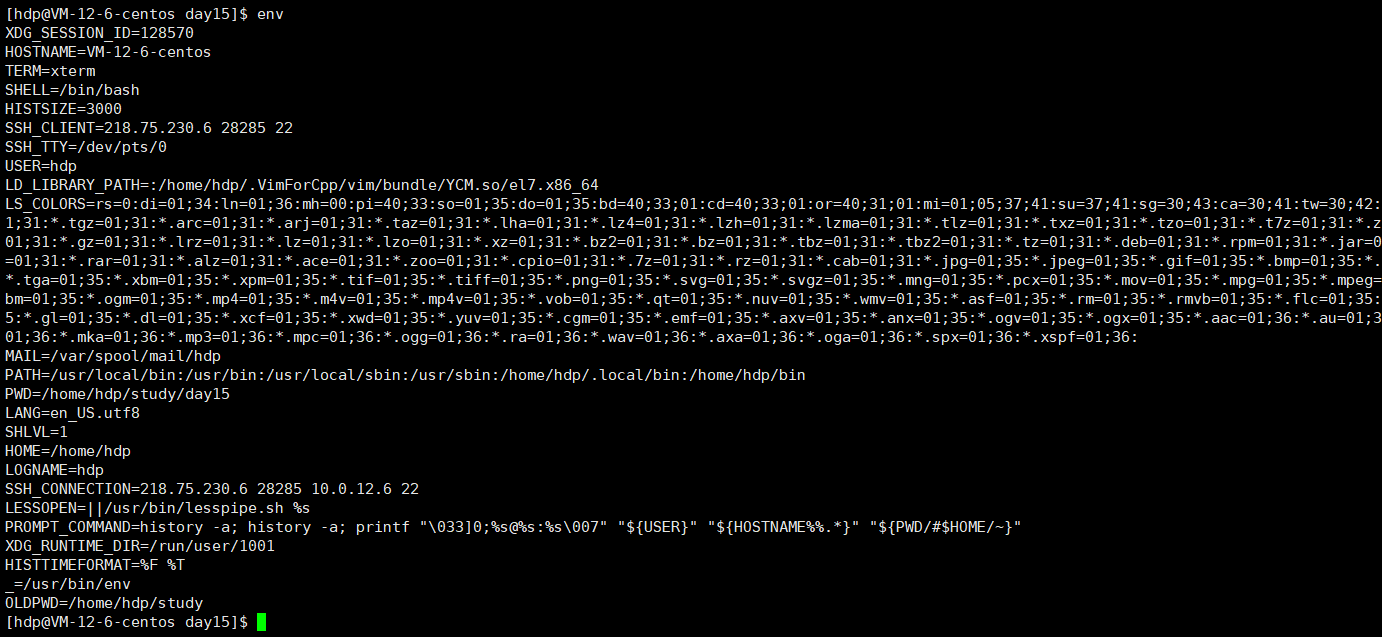 [hdp@VM-12-6-centos day15]$ env
XDG_SESSION_ID=128570
HOSTNAME=VM-12-6-centos
TERM=xterm
SHELL=/bin/bash
HISTSIZE=3000
SSH_CLIENT=218.75.230.6 28285 22
SSH_TTY=/dev/pts/0
USER=hdp
LD_LIBRARY_PATH=:/home/hdp/.VimForCpp/vim/bundle/YCM.so/el7.x86_64
LS_COLORS=rs=0:di=01;34:ln=01;36:mh=00:pi=40;33:so=01;35:do=01;35:bd=40;33;01:cd=40;33;01:or=40;31;01:mi=01;05;37;41:su=37;41:sg=30;43:ca=30;41:tw=30;42:
1;31:*.tgz=01;31:*.arc=01;31:*.arj=01;31:*.taz=01;31:*.lha=01;31:*.lz4=01;31:*.lzh=01;31:*.lzma=01;31:*.tlz=01;31:*.txz=01;31:*.tzo=01;31:*.t7z=01;31:*.z
01;31:*.gz=01;31:*.lrz=01;31:*.lz=01;31:*.lzo=01;31:*.xz=01;31:*.bz2=01;31:*.bz=01;31:*.tbz=01;31:*.tbz2=01;31:*.tz=01;31:*.deb=01;31:*.rpm=01;31:*.jar=0
=01;31:*.rar=01;31:*.alz=01;31:*.ace=01;31:*.zoo=01;31:*.cpio=01;31:*.7z=01;31:*.rz=01;31:*.cab=01;31:*.jpg=01;35:*.jpeg=01;35:*.gif=01;35:*.bmp=01;35:*.
*.tga=01;35:*.xbm=01;35:*.xpm=01;35:*.tif=01;35:*.tiff=01;35:*.png=01;35:*.svg=01;35:*.svgz=01;35:*.mng=01;35:*.pcx=01;35:*.mov=01;35:*.mpg=01;35:*.mpeg=
bm=01;35:*.ogm=01;35:*.mp4=01;35:*.m4v=01;35:*.mp4v=01;35:*.vob=01;35:*.qt=01;35:*.nuv=01;35:*.wmv=01;35:*.asf=01;35:*.rm=01;35:*.rmvb=01;35:*.flc=01;35:
5:*.gl=01;35:*.dl=01;35:*.xcf=01;35:*.xwd=01;35:*.yuv=01;35:*.cgm=01;35:*.emf=01;35:*.axv=01;35:*.anx=01;35:*.ogv=01;35:*.ogx=01;35:*.aac=01;36:*.au=01;3
01;36:*.mka=01;36:*.mp3=01;36:*.mpc=01;36:*.ogg=01;36:*.ra=01;36:*.wav=01;36:*.axa=01;36:*.oga=01;36:*.spx=01;36:*.xspf=01;36:
MAIL=/var/spool/mail/hdp
PATH=/usr/local/bin:/usr/bin:/usr/local/sbin:/usr/sbin:/home/hdp/.local/bin:/home/hdp/bin
PWD=/home/hdp/study/day15
LANG=en_US.utf8
SHLVL=1
HOME=/home/hdp
LOGNAME=hdp
SSH_CONNECTION=218.75.230.6 28285 10.0.12.6 22
LESSOPEN=||/usr/bin/lesspipe.sh %s
PROMPT_COMMAND=history -a; history -a; printf "\033]0;%s@%s:%s\007" "${USER}" "${HOSTNAME%%.*}" "${PWD/#$HOME/~}"
XDG_RUNTIME_DIR=/run/user/1001
HISTTIMEFORMAT=%F %T
_=/usr/bin/env
OLDPWD=/home/hdp/study
[hdp@VM-12-6-centos day15]$